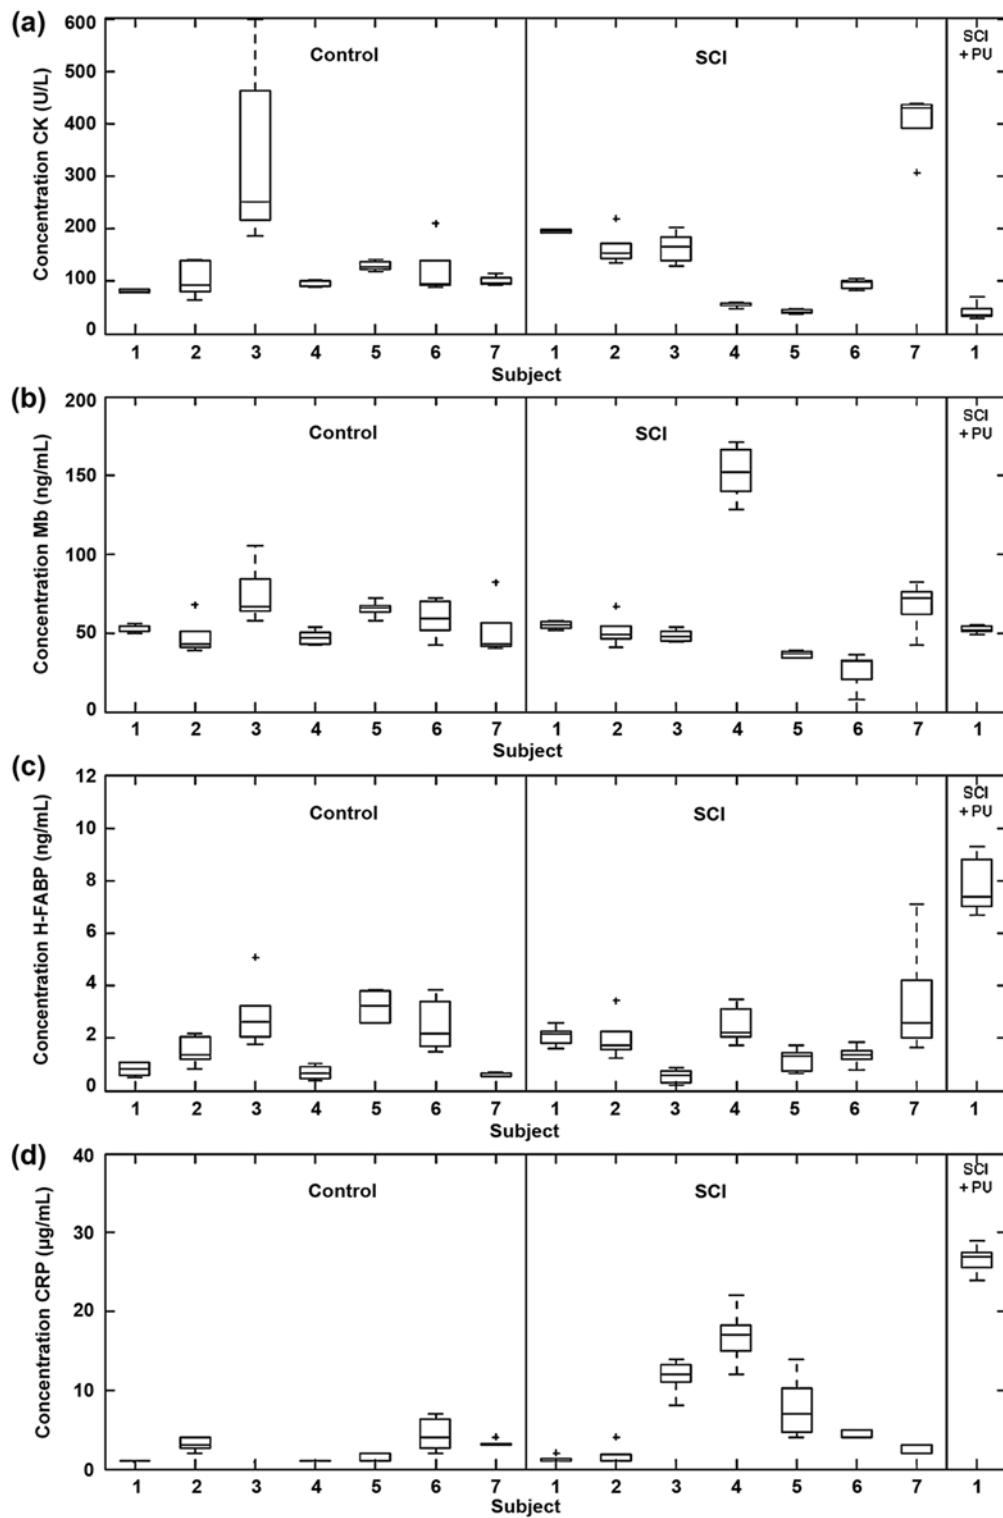 (a)
Concentration CK (U/L)
600
500
400
300
200
100
0
Control
SCI
SCI
+ PU
1 2 3 4 5 6 7 1 2 3 4 5 6 7 1
Subject
(b)
Concentration Mb (ng/mL)
200
150
100
50
0
Control
SCI
SCI
+ PU
1 2 3 4 5 6 7 1 2 3 4 5 6 7 1
Subject
(c)
Concentration H-FABP (ng/mL)
12
10
8
6
4
2
0
Control
SCI
SCI
+ PU
1 2 3 4 5 6 7 1 2 3 4 5 6 7 1
Subject
(d)
Concentration CRP (µg/mL)
40
30
20
10
0
Control
SCI
SCI
+ PU
1 2 3 4 5 6 7 1 2 3 4 5 6 7 1
Subject